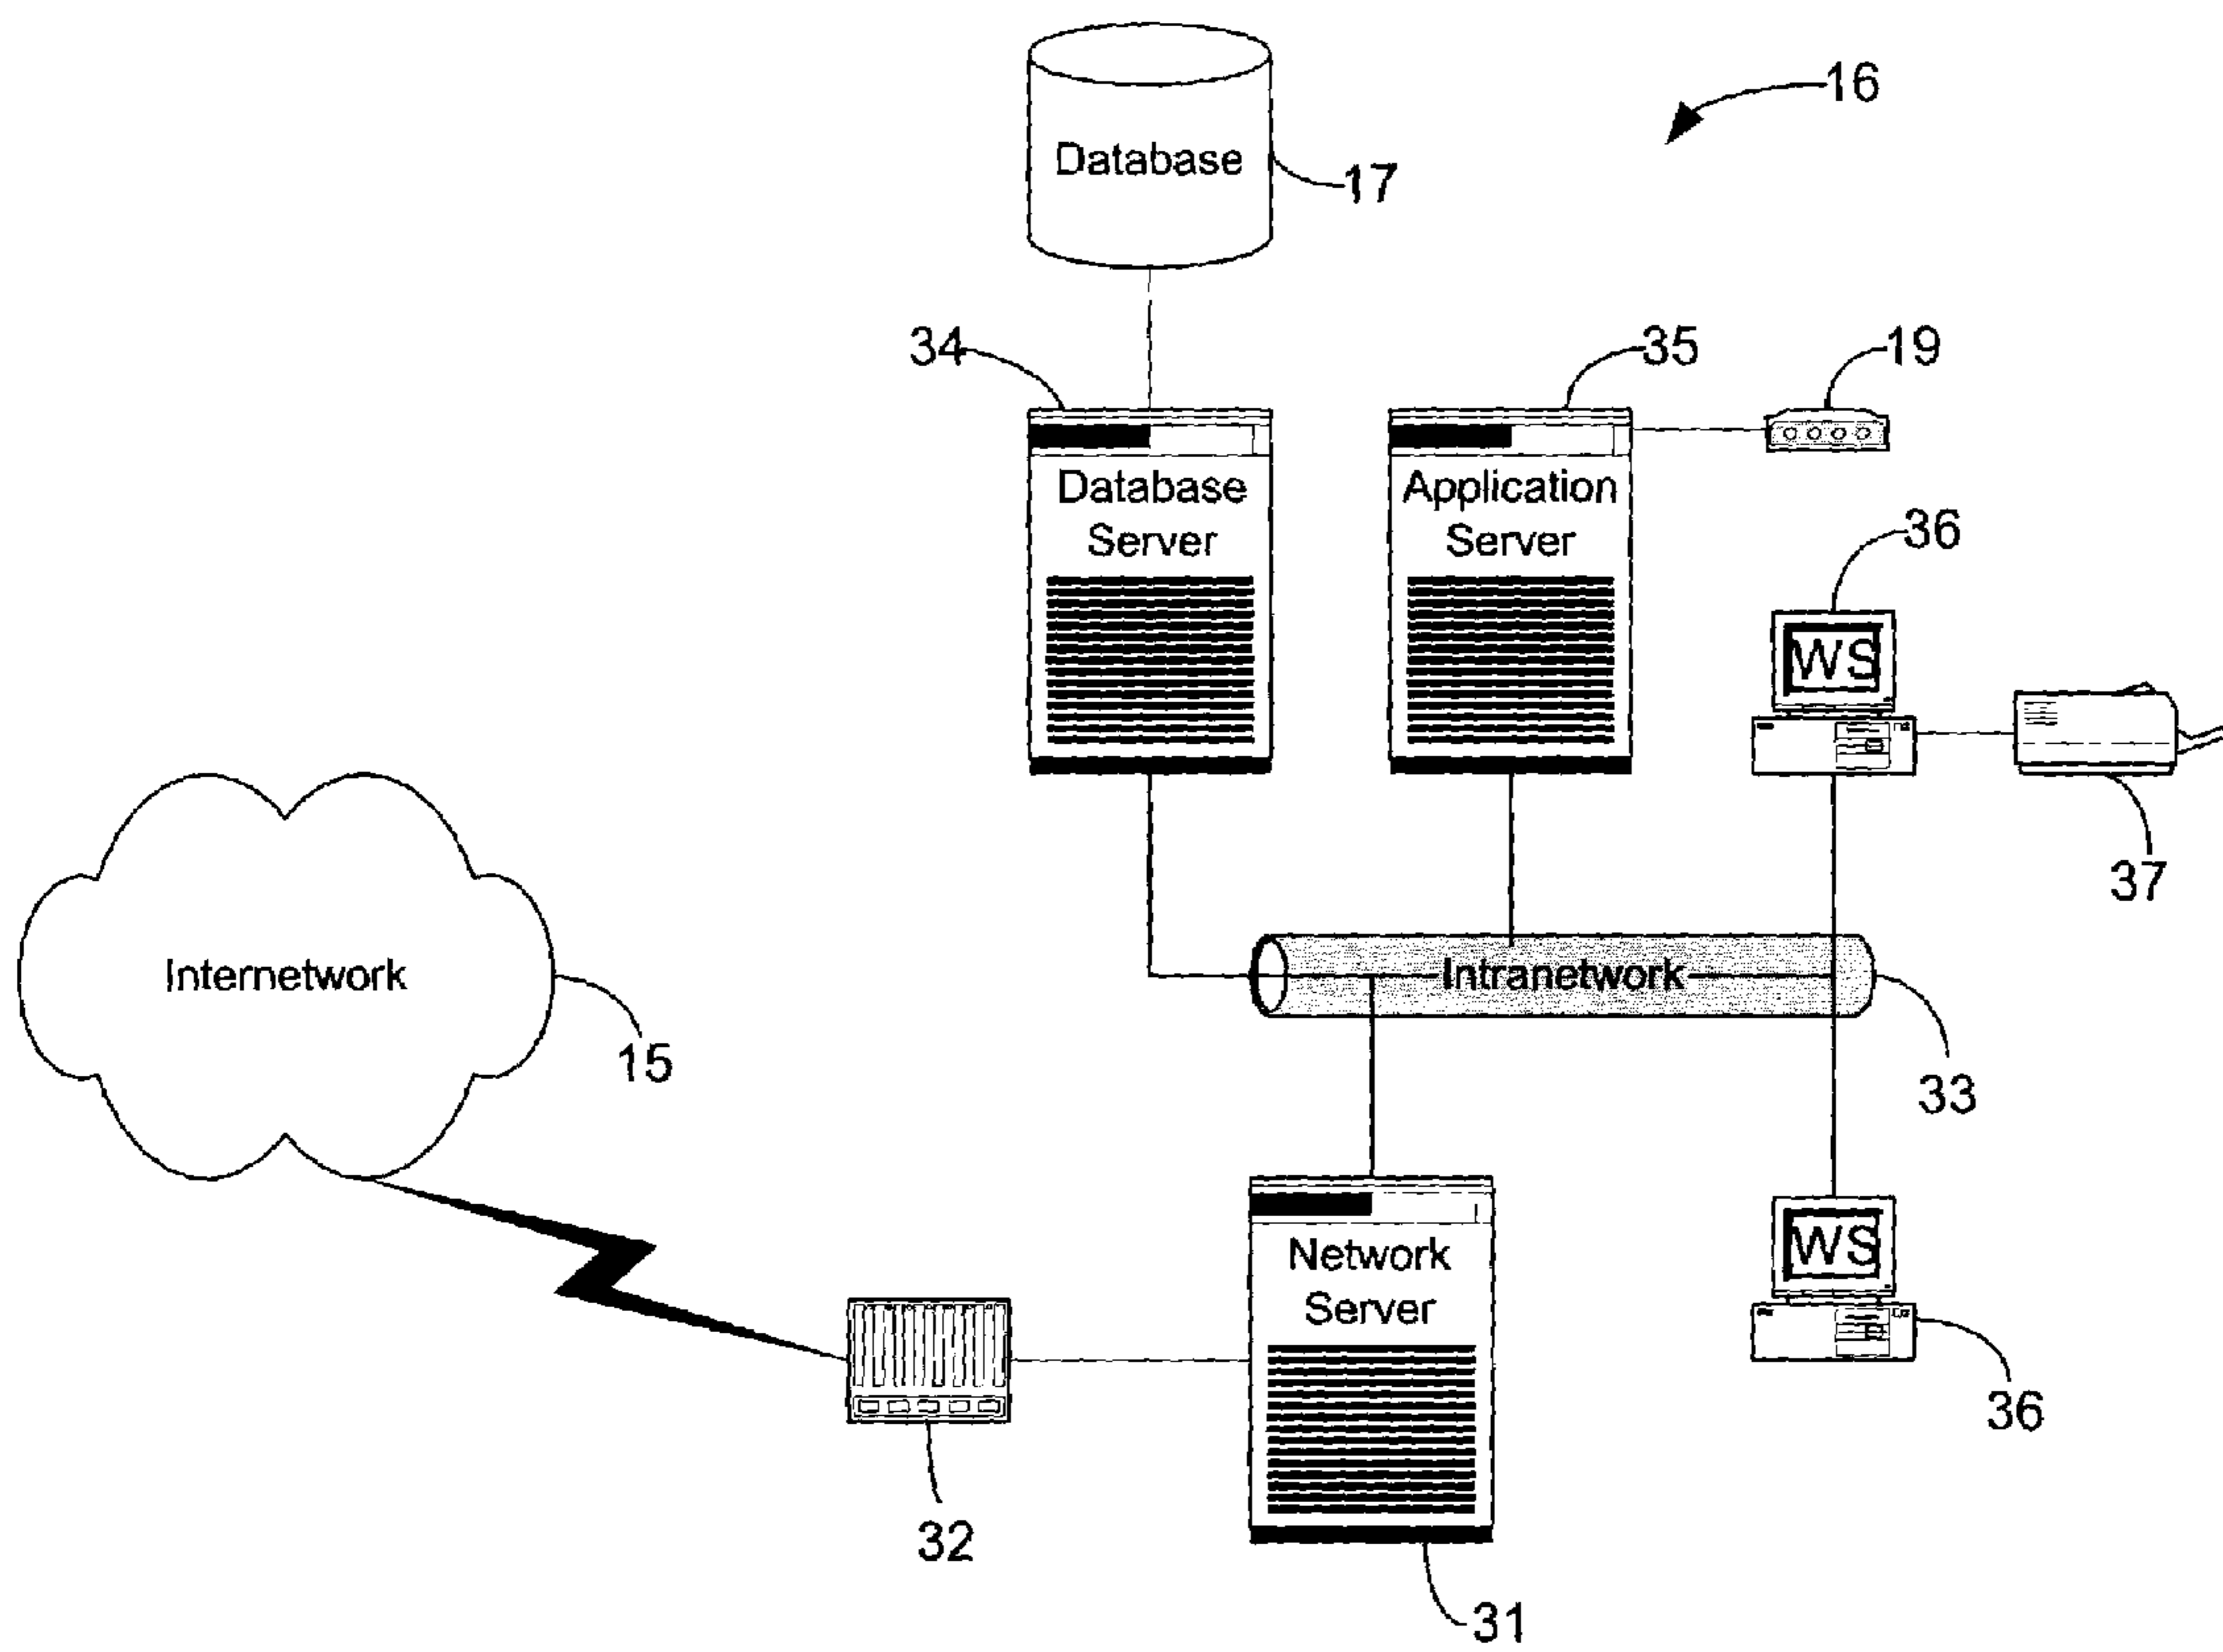 16
Database
17
34
35
19
Database
Server
Application
Server
36
WS
37
Internetwork
Intranetwork
15
33
Network
Server
WS
36
32
31